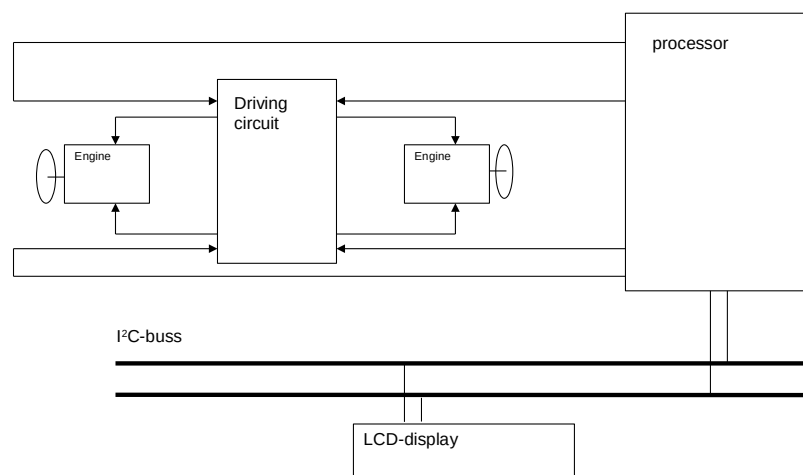 processor
Driving
circuit
Engine
Engine
I²C-buss
LCD-display